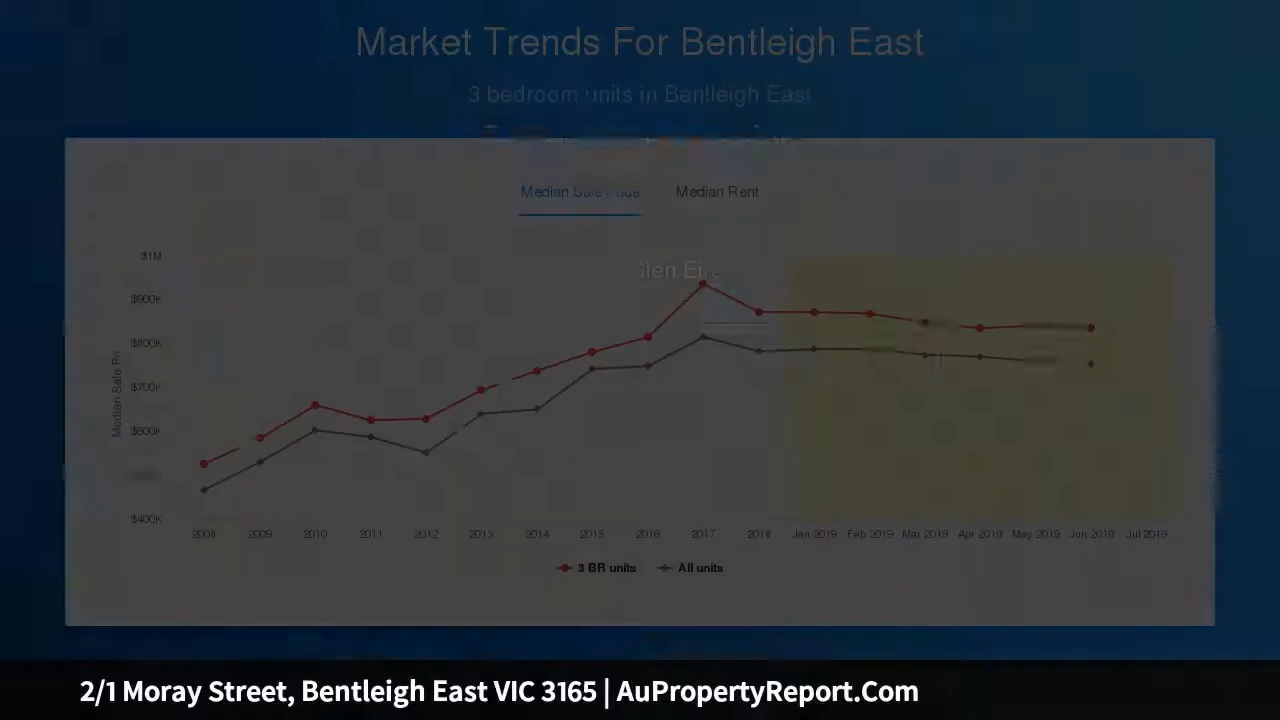 Market Trends For Bentleigh East
3 bedroom units in Bentleigh East
Median Sale Price Median Rent
$1M
$900K
$800K
$700K
$600K
$400K
Median Sale Pri
2008 2009 2010 2011 2012 2013 2014 2015 2016 2017 2018 Jan 2019 Feb 2019 Mar 2019 Apr 2019 May 2019 Jun 2019 Jul 2019
3 BR units All units
2/1 Moray Street, Bentleigh East VIC 3165 | AuPropertyReport.Com